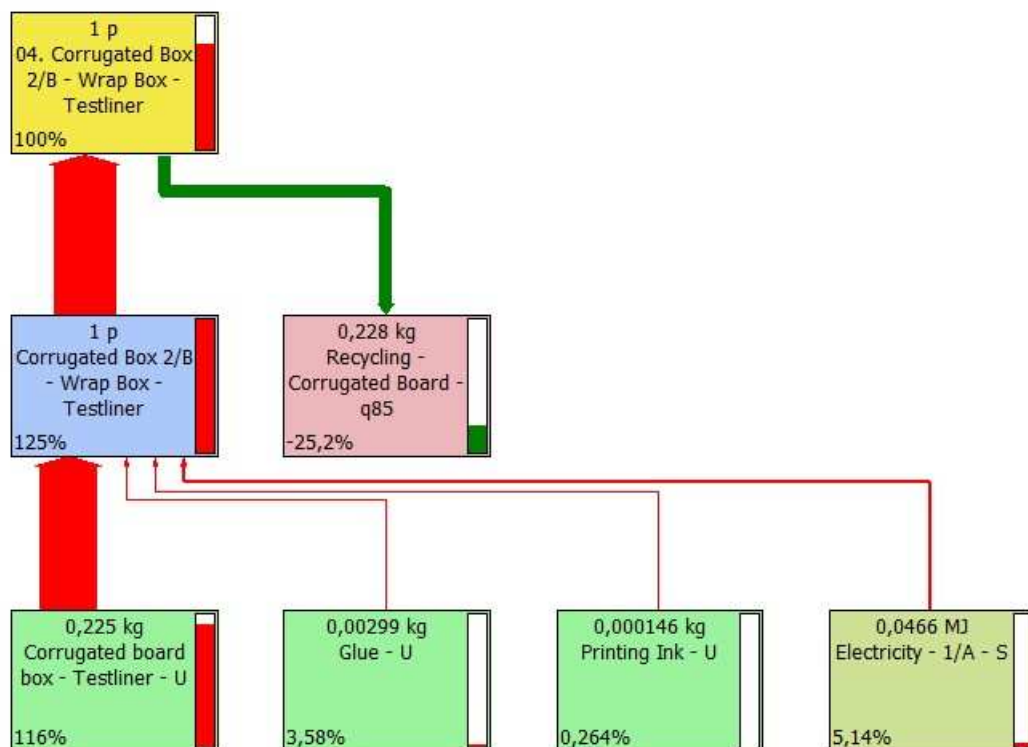 1 p
04. Corrugated Box
2/B - Wrap Box -
Testliner
100%
1 p
Corrugated Box 2/B
- Wrap Box -
Testliner
125%
0,228 kg
Recycling -
Corrugated Board -
q85
-25,2%
0,225 kg
Corrugated board
box - Testliner - U
116%
0,00299 kg
Glue - U
3,58%
0,000146 kg
Printing Ink - U
0,264%
0,0466 MJ
Electricity - 1/A - S
5,14%